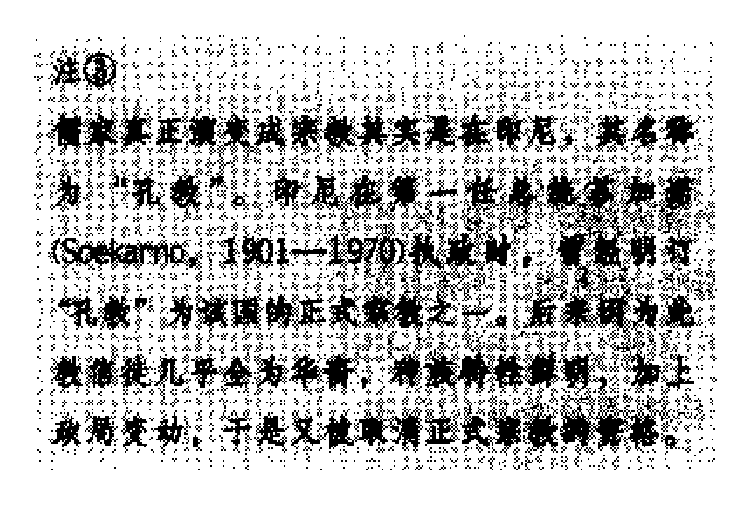 注③
儒家真正演变成宗教其实是在印尼，其名称
为“孔教”。印尼在第一任总统苏加诺
(Soekarno，1901—1970)执政时，曾经明订
“孔教”为该国的正式宗教之一。后来因为此
教信徒几乎全为华裔，种族特性鲜明，加上
政局变动，于是又被取消正式宗教的资格。